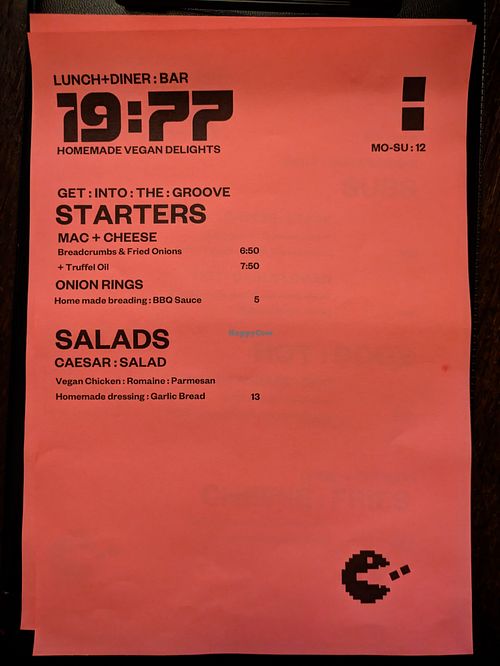 LUNCH+DINER : BAR
19:77
HOMEMADE VEGAN DELIGHTS
MO-SU : 12
GET : INTO : THE : GROOVE
STARTERS
MAC + CHEESE
Breadcrumbs & Fried Onions 6:50
+ Truffel Oil 7:50
ONION RINGS
Home made breading : BBQ Sauce 5
HappyCow
SALADS
CAESAR : SALAD
Vegan Chicken : Romaine : Parmesan
Homemade dressing : Garlic Bread 13